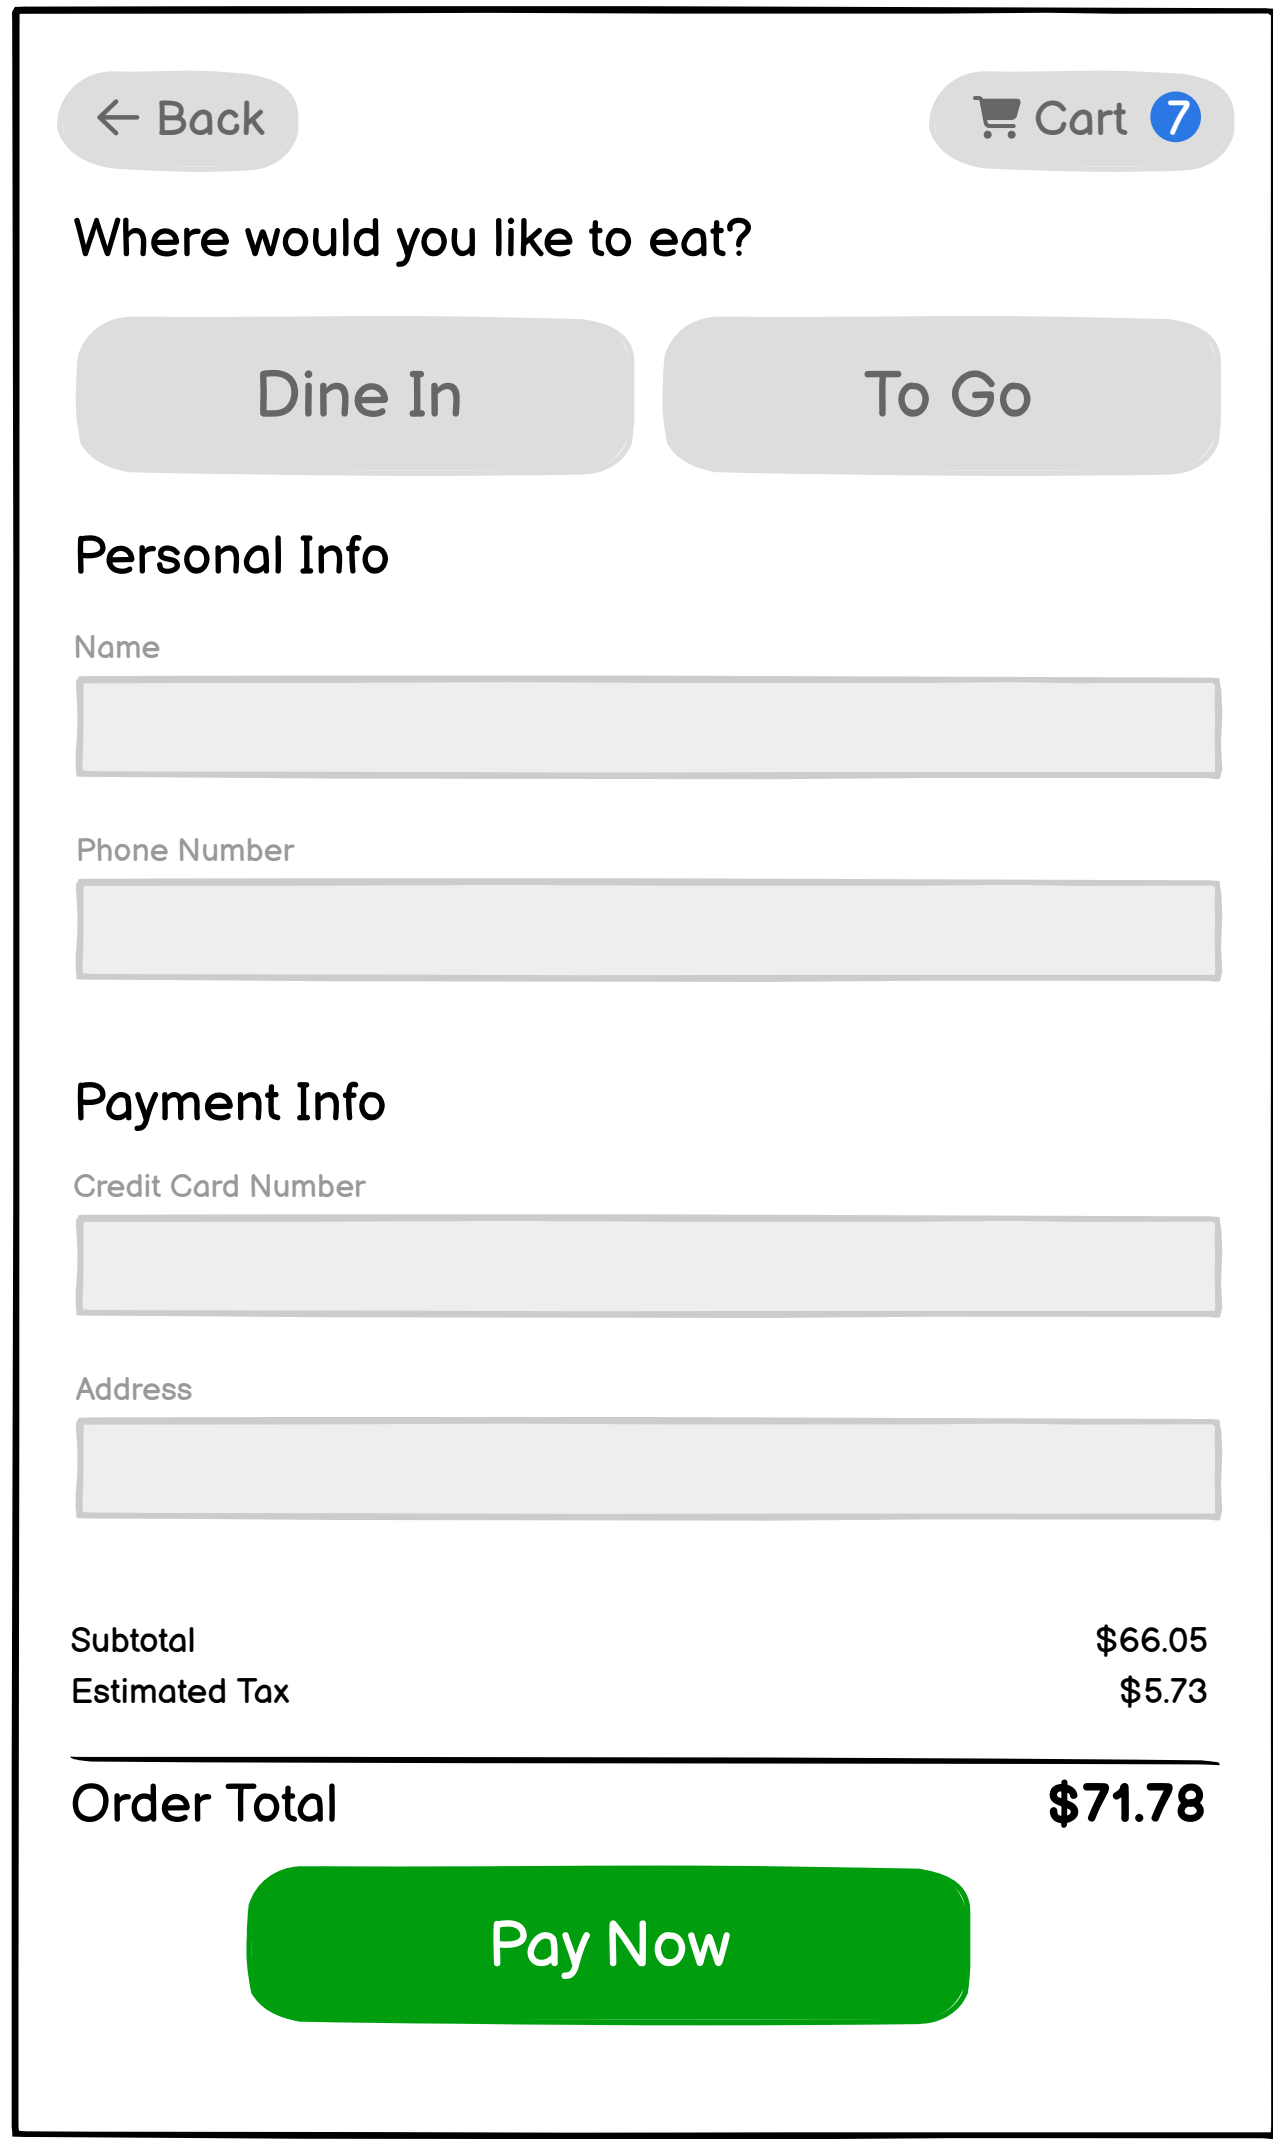 ← Back
Cart 7
Where would you like to eat?
Dine In
To Go
Personal Info
Name
Phone Number
Payment Info
Credit Card Number
Address
Subtotal $66.05
Estimated Tax $5.73
Order Total $71.78
Pay Now